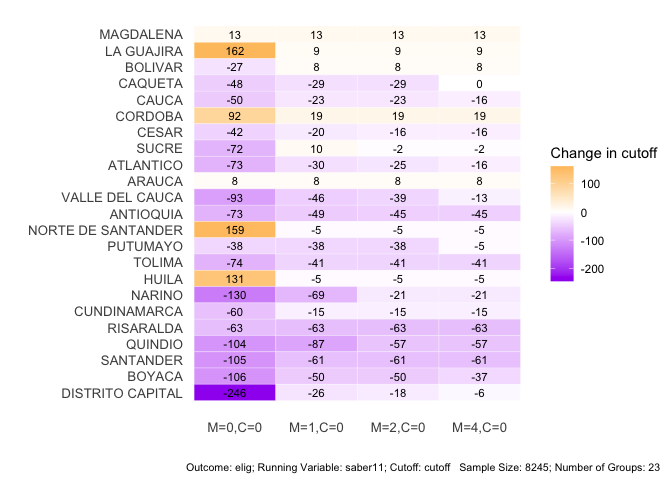 MAGDALENA 13 13 13 13
LA GUAJIRA 162 9 9 9
BOLIVAR -27 8 8 8
CAQUETA -48 -29 -29 0
CAUCA -50 -23 -23 -16
CORDOBA 92 19 19 19
CESAR -42 -20 -16 -16
SUCRE -72 10 -2 -2
ATLANTICO -73 -30 -25 -16
ARAUCA 8 8 8 8
VALLE DEL CAUCA -93 -46 -39 -13
ANTIOQUIA -73 -49 -45 -45
NORTE DE SANTANDER 159 -5 -5 -5
PUTUMAYO -38 -38 -38 -5
TOLIMA -74 -41 -41 -41
HUILA 131 -5 -5 -5
NARINO -130 -69 -21 -21
CUNDINAMARCA -60 -15 -15 -15
RISARALDA -63 -63 -63 -63
QUINDIO -104 -87 -57 -57
SANTANDER -105 -61 -61 -61
BOYACA -106 -50 -50 -37
DISTRITO CAPITAL -246 -26 -18 -6
M=0,C=0 M=1,C=0 M=2,C=0 M=4,C=0
Change in cutoff
100
0
-100
-200
Outcome: elig; Running Variable: saber11; Cutoff: cutoff Sample Size: 8245; Number of Groups: 23